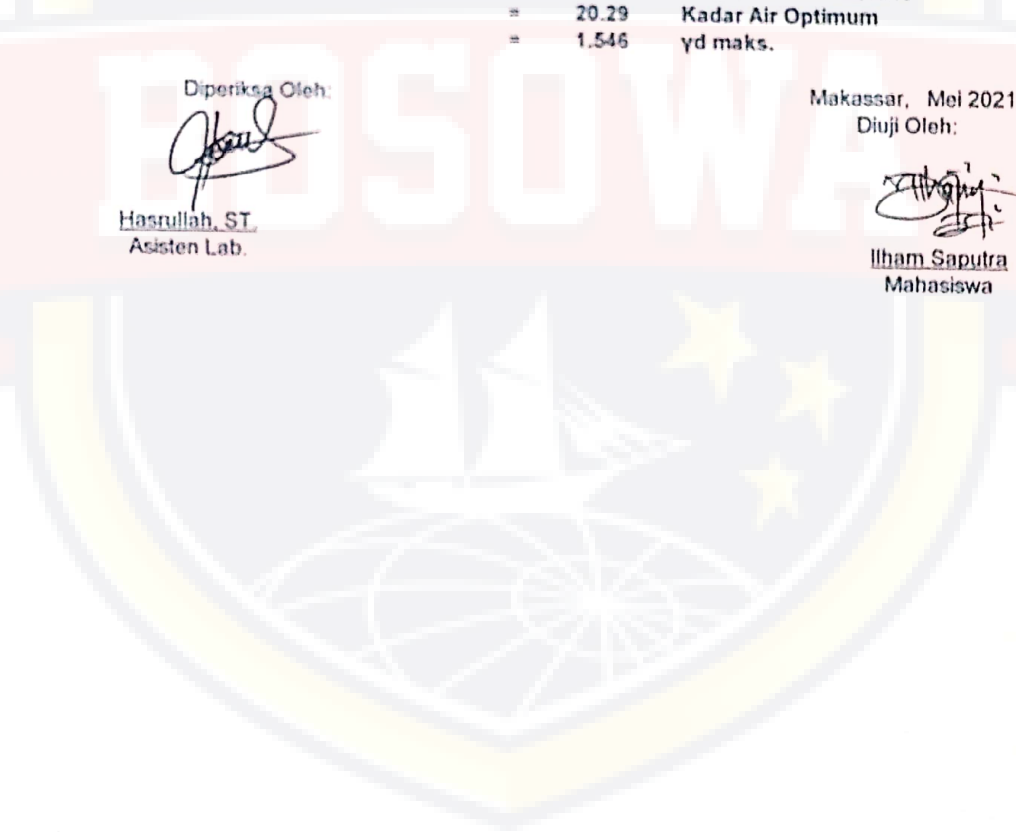 = 20.29 Kadar Air Optimum
= 1.546 γd maks.
BOSOWA
Diperiksa Oleh:
Hasrullah, ST.
Asisten Lab.
Makassar, Mei 2021
Diuji Oleh:
Ilham Saputra
Mahasiswa